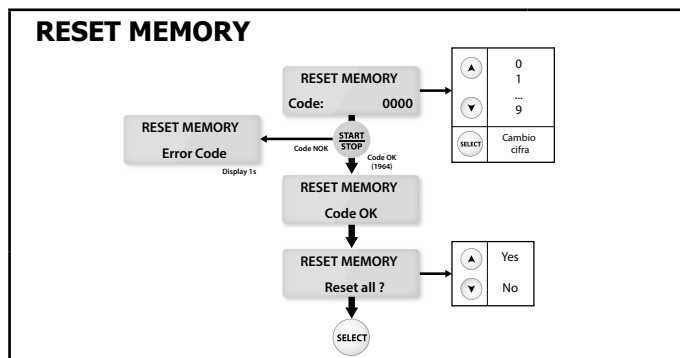 RESET MEMORY
RESET MEMORY
Code: 0000
0
1
...
9
SELECT
Cambio
cifra
RESET MEMORY
Error Code
Display 1s
Code NOK
START
STOP
Code OK
(1964)
RESET MEMORY
Code OK
RESET MEMORY
Reset all ?
Yes
No
SELECT